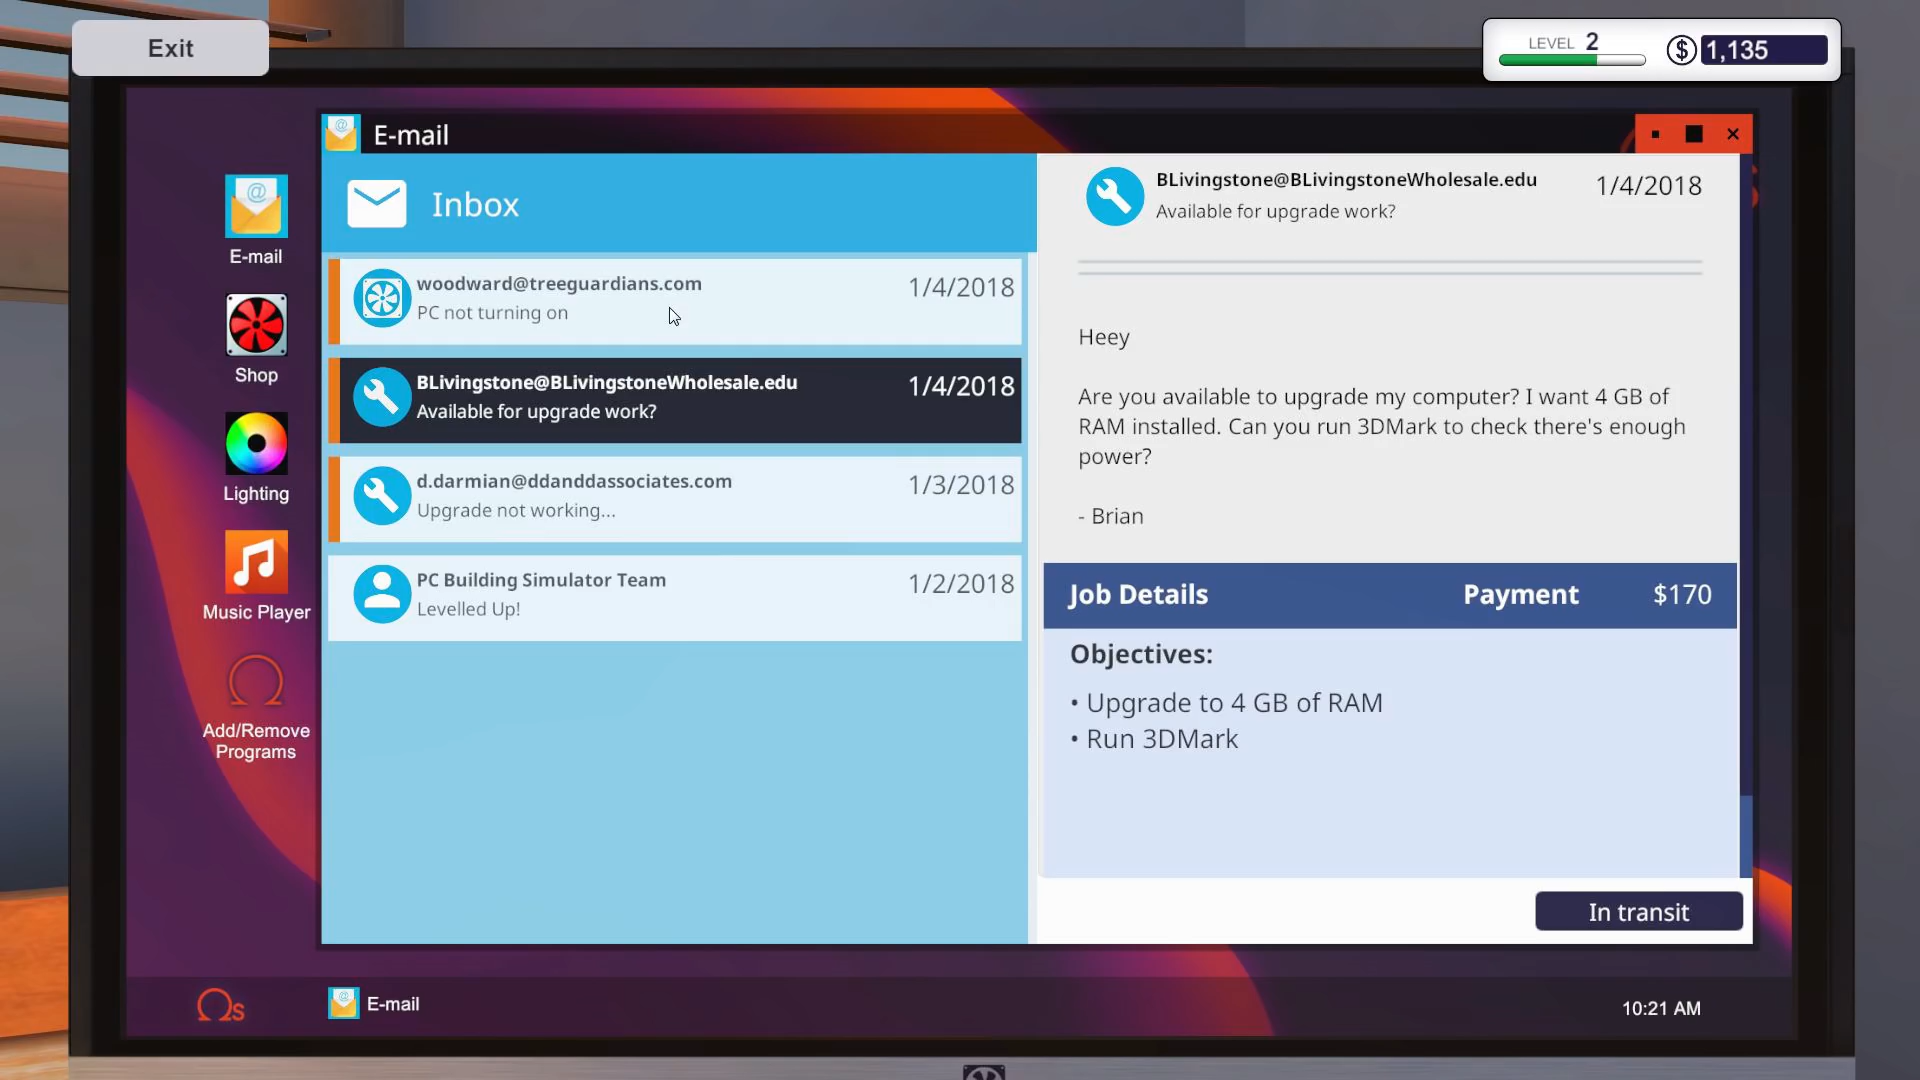 Exit
LEVEL 2
$ 1,135
E-mail
Inbox
woodward@treeguardians.com
1/4/2018
PC not turning on
BLivingstone@BLivingstoneWholesale.edu
1/4/2018
Available for upgrade work?
d.darmian@ddanddassociates.com
1/3/2018
Upgrade not working...
PC Building Simulator Team
1/2/2018
Levelled Up!
BLivingstone@BLivingstoneWholesale.edu
1/4/2018
Available for upgrade work?
Heey
Are you available to upgrade my computer? I want 4 GB of
RAM installed. Can you run 3DMark to check there's enough
power?
- Brian
Job Details
Payment
$170
Objectives:
• Upgrade to 4 GB of RAM
• Run 3DMark
In transit
E-mail
Shop
Lighting
Music Player
Add/Remove
Programs
Ωs
E-mail
10:21 AM